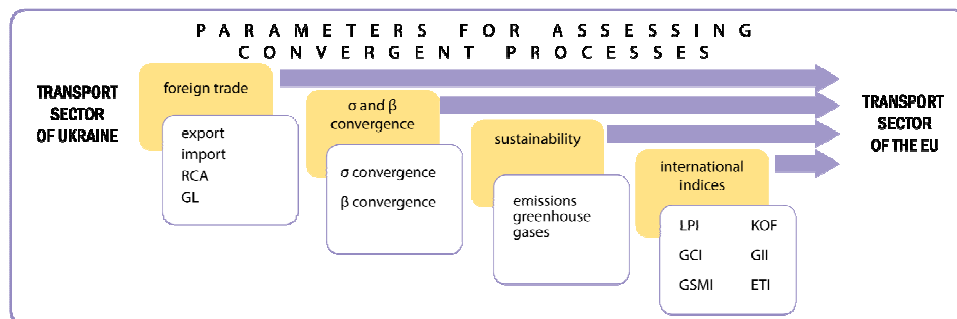 PARAMETERS FOR ASSESSING
CONVERGENT PROCESSES
TRANSPORT
SECTOR
OF UKRAINE
foreign trade
export
import
RCA
GL
σ and β
convergence
σ convergence
β convergence
sustainability
emissions
greenhouse
gases
international
indices
LPI KOF
GCI GII
GSMI ETI
TRANSPORT
SECTOR
OF THE EU